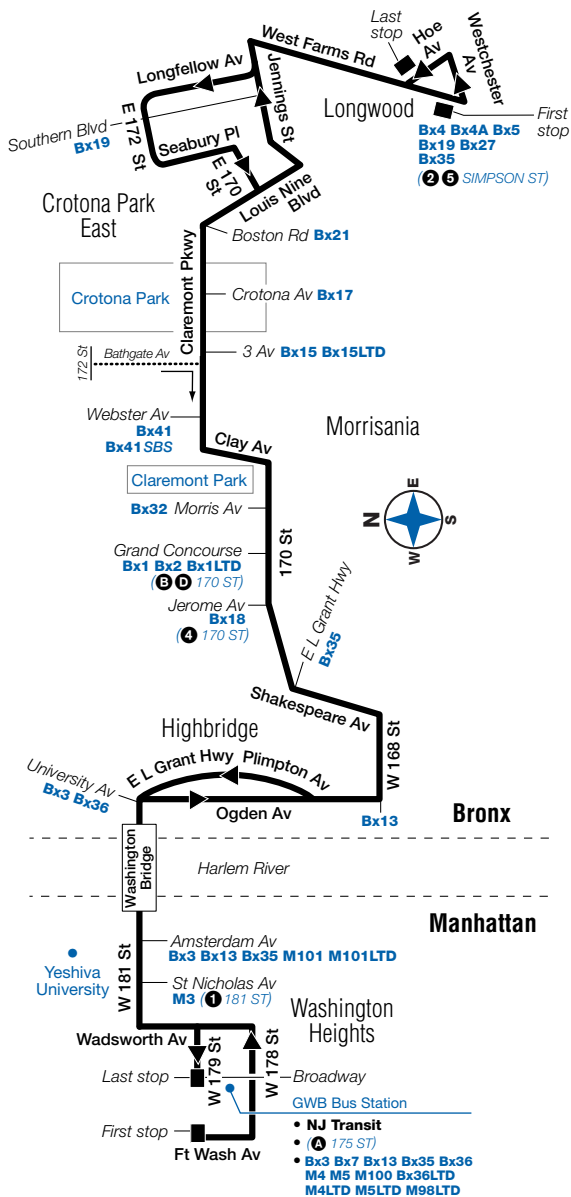 Last
stop
Hoe
Av
Westchester
Av
West Farms Rd
Longfellow Av
Jennings
St
Longwood
First
stop
Bx4 Bx4A Bx5
Bx19 Bx27
Bx35
(2 5 SIMPSON ST)
E 172
St
Southern Blvd
Bx19
Seabury Pl
E 170
St
Louis Nine
Blvd
Crotona Park
East
Boston Rd Bx21
Claremont Pkwy
Crotona Park
Crotona Av Bx17
172 St
Bathgate Av
3 Av Bx15 Bx15LTD
Webster Av
Bx41
Bx41SBS
Clay Av
Morrisania
Claremont Park
Bx32 Morris Av
N
E
S
W
Grand Concourse
Bx1 Bx2 Bx1LTD
(B D 170 ST)
170 St
Jerome Av
Bx18
(4 170 ST)
E L Grant Hwy
Bx35
Shakespeare Av
W 168 St
Highbridge
E L Grant Hwy
Plimpton Av
University Av
Bx3 Bx36
Ogden Av
Bx13
Bronx
Washington
Bridge
Harlem River
Manhattan
Amsterdam Av
Bx3 Bx13 Bx35 M101 M101LTD
Yeshiva
University
W 181 St
St Nicholas Av
M3 (1 181 ST)
Washington
Heights
Wadsworth Av
W 179 St
W 178 St
Last stop
Broadway
GWB Bus Station
First stop
Ft Wash Av
• NJ Transit
• (A 175 ST)
• Bx3 Bx7 Bx13 Bx35 Bx36
M4 M5 M100 Bx36LTD
M4LTD M5LTD M98LTD